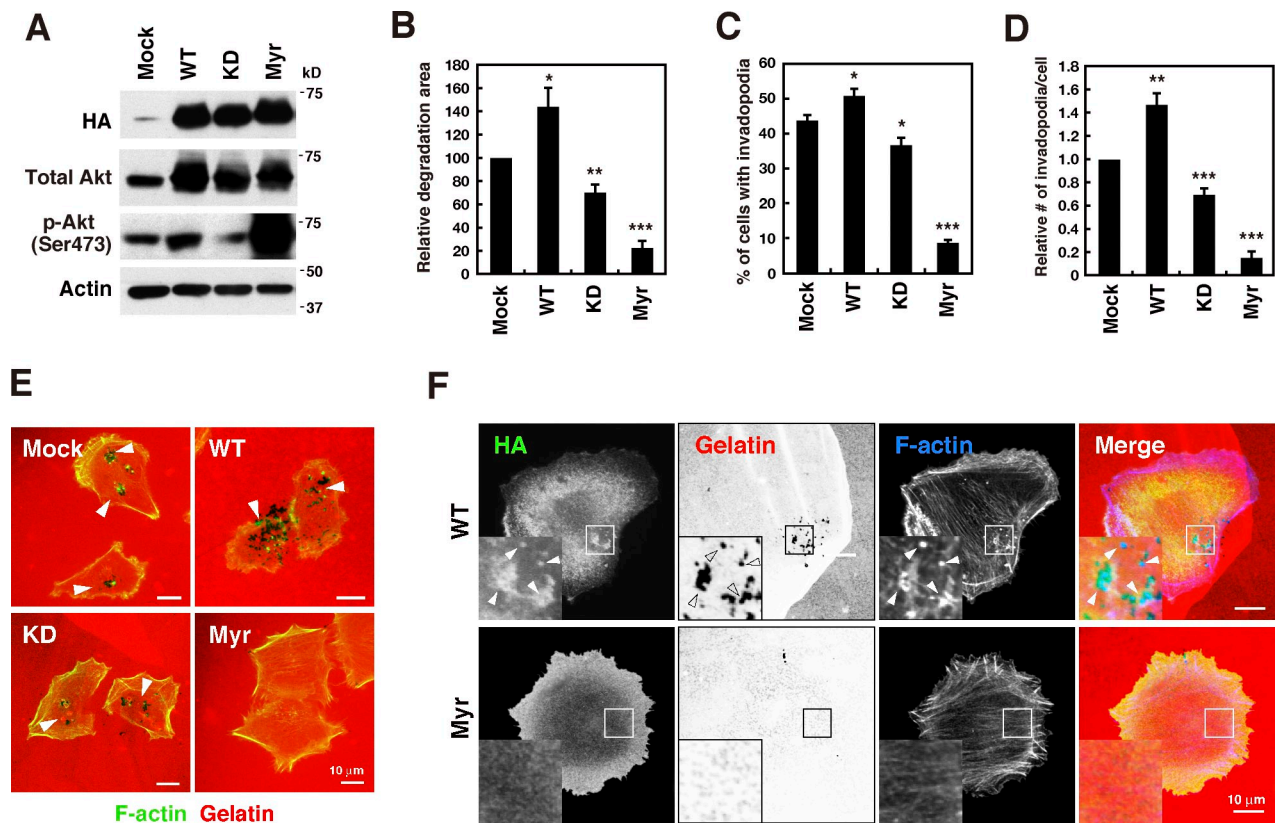 A
Mock
WT
KD
Myr
kD
HA
-75
Total Akt
-75
p-Akt
(Ser473)
-75
Actin
-50
-37
B
Relative degradation area
180
160
140
120
100
80
60
40
20
0
*
**
***
Mock
WT
KD
Myr
C
% of cells with invadopodia
60
50
40
30
20
10
0
*
*
***
Mock
WT
KD
Myr
D
Relative # of invadopodia/cell
1.8
1.6
1.4
1.2
1.0
0.8
0.6
0.4
0.2
0
**
***
***
Mock
WT
KD
Myr
E
Mock
WT
KD
Myr
10 μm
F-actin Gelatin
F
HA
Gelatin
F-actin
Merge
WT
Myr
10 μm